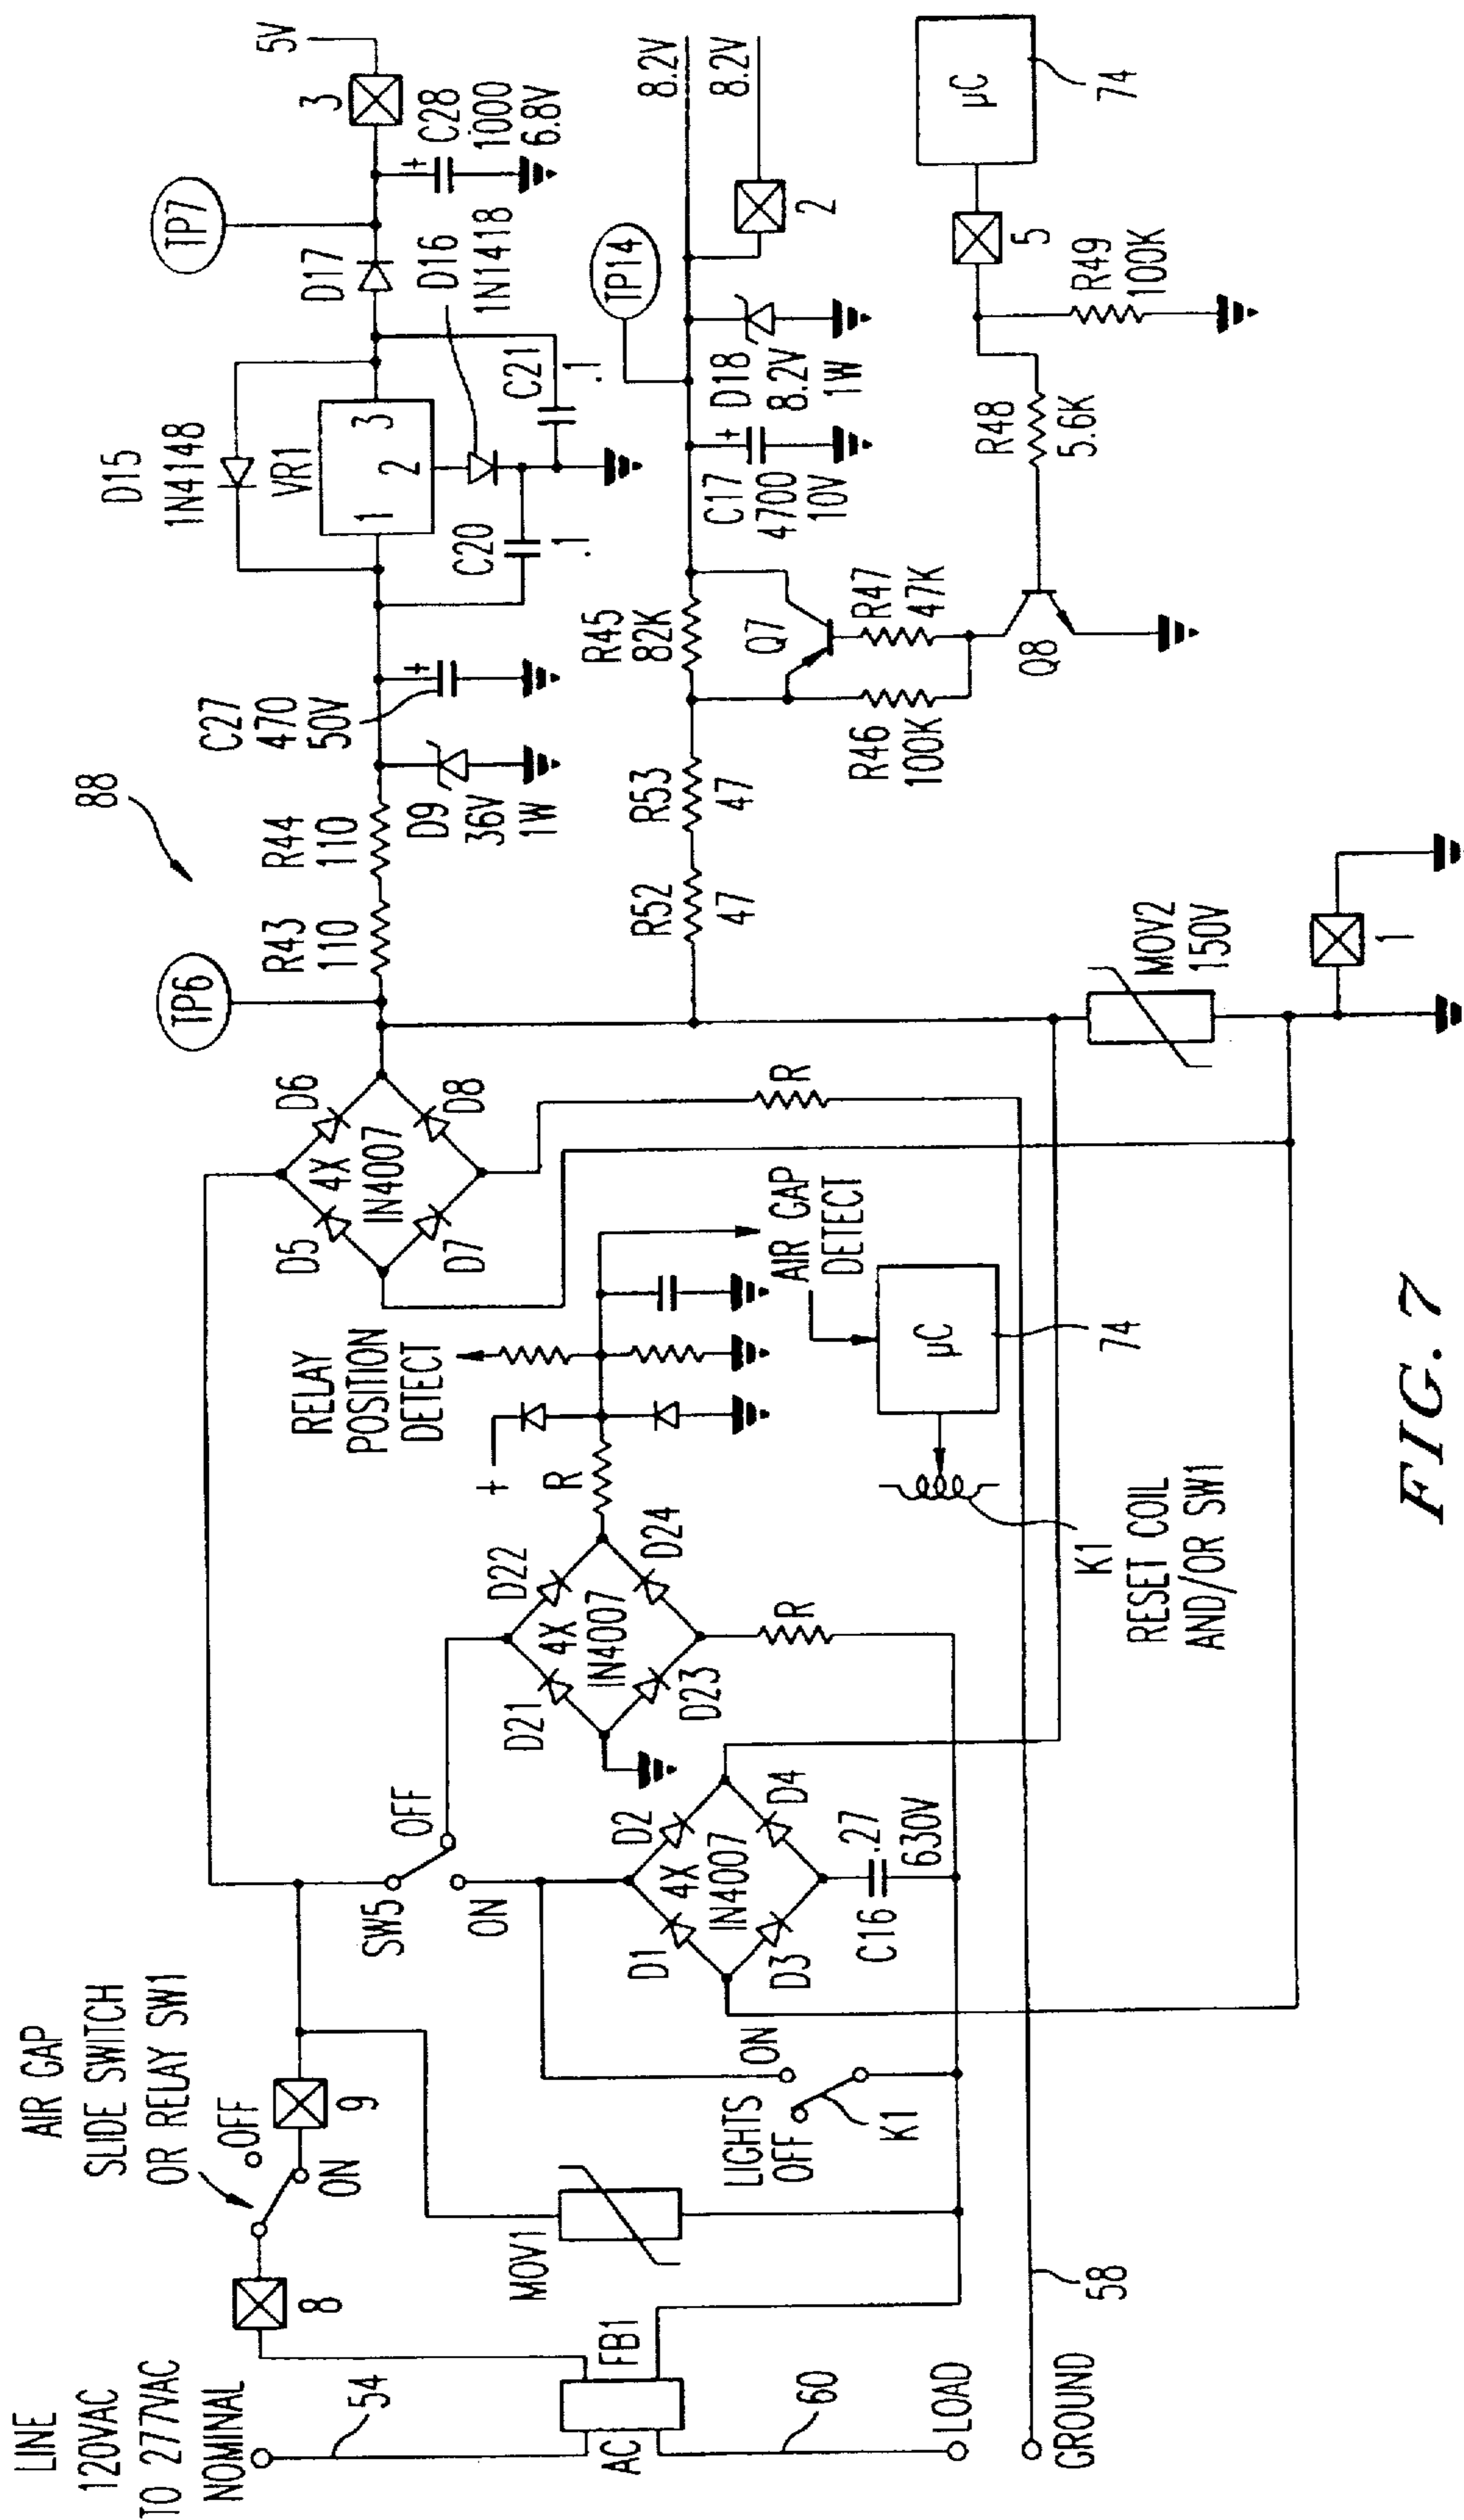 LINE
120VAC
TO 277VAC
NOMINAL
54
AC
FB1
60
LOAD
GROUND
58
8
AIR GAP
SLIDE SWITCH
OR RELAY SW1
OFF
ON
9
MOV1
LIGHTS
ON
OFF
K1
SW5
OFF
ON
D1
D2
4X
IN4007
D3
D4
C16
.27
630V
D21
D22
4X
IN4007
D23
D24
R
R
+
RELAY
POSITION
DETECT
AIR GAP
DETECT
µC
74
K1
RESET COIL
AND/OR SW1
D5
D6
4X
IN4007
D7
D8
R
TP6
88
R43
110
R44
110
D9
36V
1W
C27
470
50V
+
D15
1N4148
VR1
1
2
3
C20
.1
C21
.1
D16
1N1418
D17
TP7
C28
1000
6.8V
+
3
5V
MOV2
150V
1
R52
47
R53
47
R45
82K
Q7
R46
100K
R47
47K
Q8
C17
4700
10V
+
D18
8.2V
1W
TP14
8.2V
8.2V
2
R48
5.6K
R49
100K
5
µC
74
FIG. 7